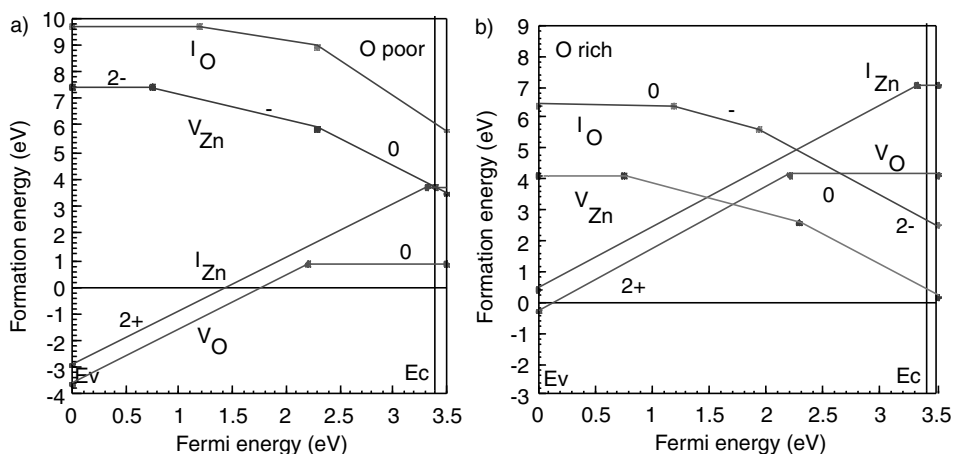 a)
Formation energy (eV)
10
9
8
7
6
5
4
3
2
1
0
-1
-2
-3
-4
O poor
I O
2-
-
V Zn
0
I Zn
0
2+
V O
Ev
Ec
0
0.5
1
1.5
2
2.5
3
3.5
Fermi energy (eV)
b)
Formation energy (eV)
9
8
7
6
5
4
3
2
1
0
-1
-2
-3
O rich
I Zn
0
-
I O
V O
V Zn
0
2-
2+
Ev
Ec
0
0.5
1
1.5
2
2.5
3
3.5
Fermi energy (eV)